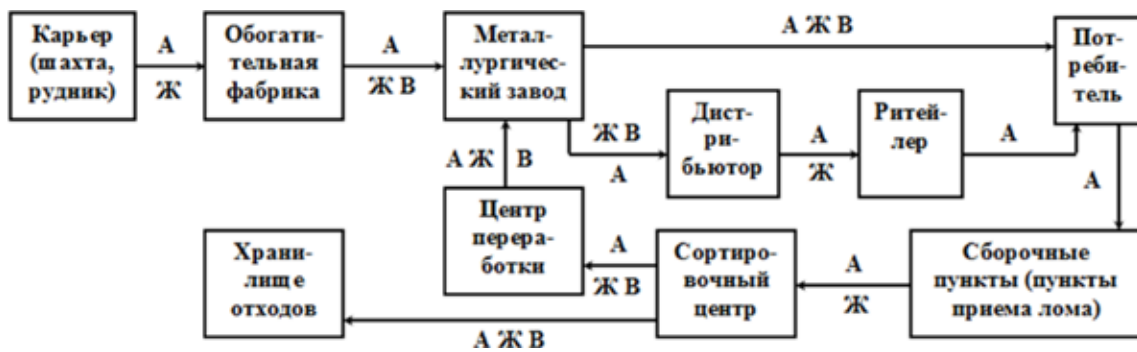 Карьер
(шахта,
рудник)
А
Ж
Обогати-
тельная
фабрика
А
Ж В
Метал-
лургичес-
кий завод
А Ж В
Пот-
реби-
тель
Ж В
А
Дист-
ри-
бьютор
А
Ж
Ритей-
лер
А
А
А Ж В
Центр
перера-
ботки
Храни-
лище
отходов
А
Ж В
Сортиро-
вочный
центр
А
Ж
Сборочные
пункты (пункты
приема лома)
А Ж В